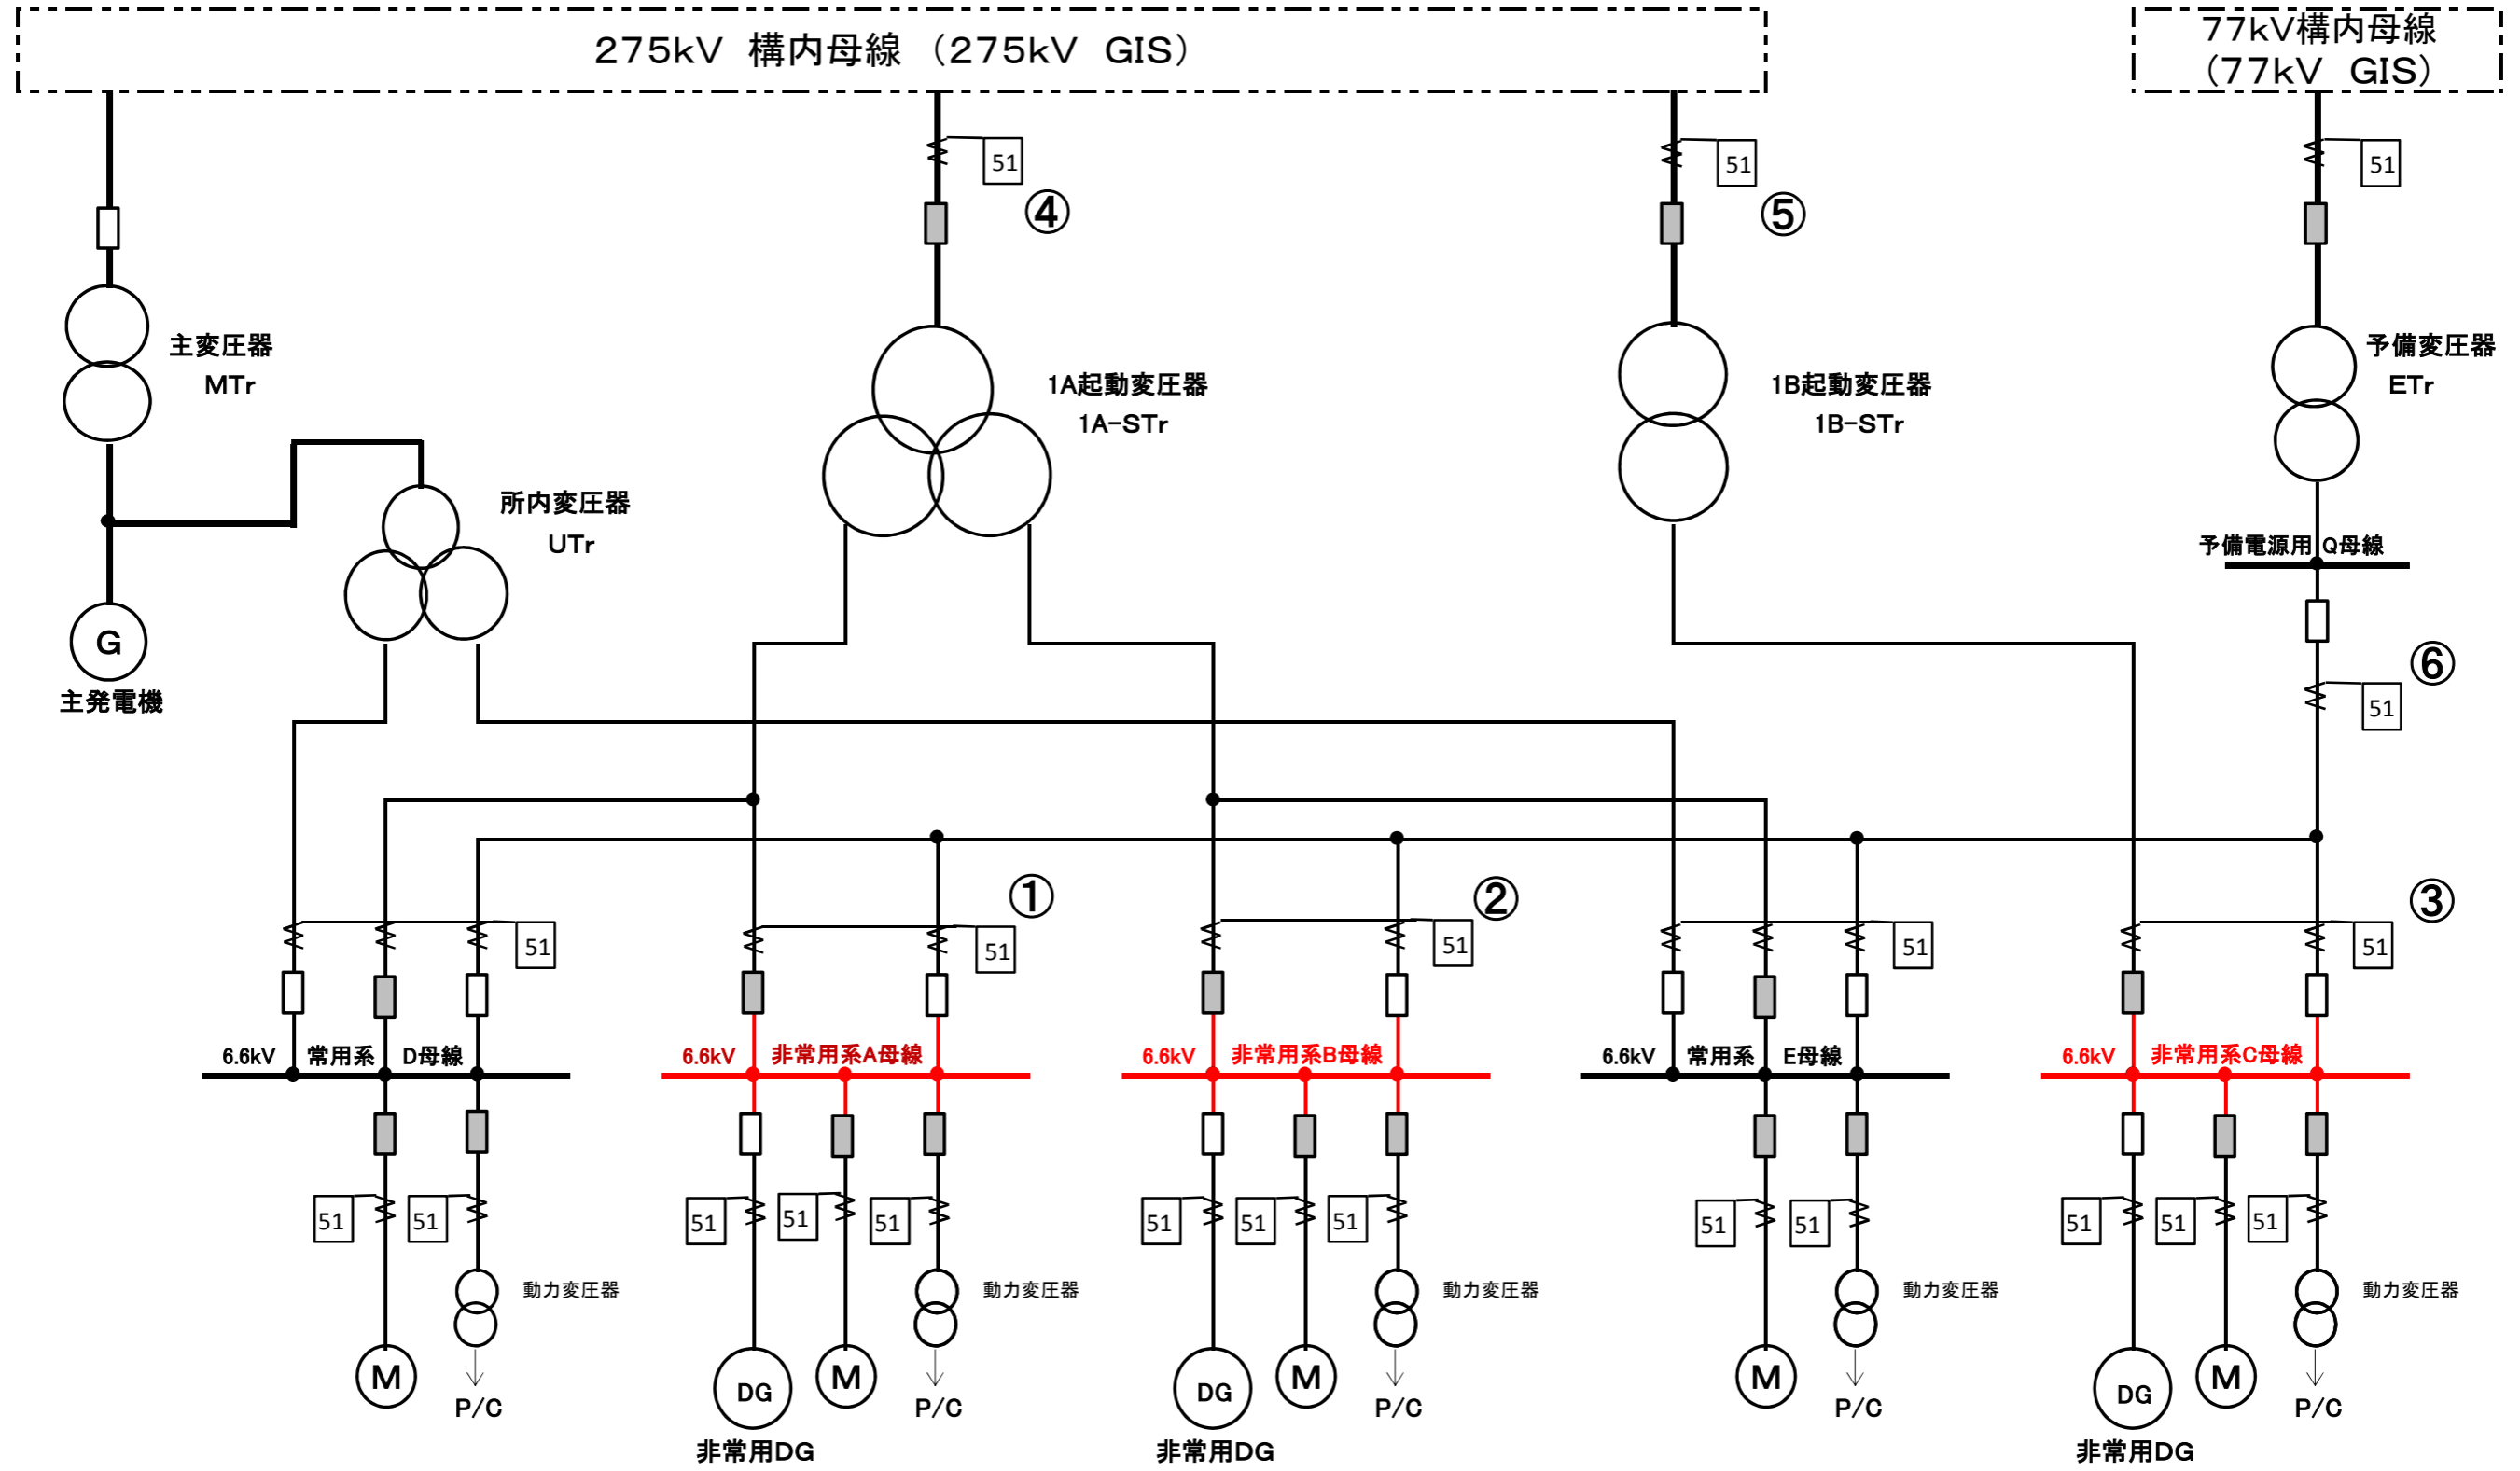 275kV 構内母線（275kV GIS）
77kV構内母線
（77kV GIS）
51
④
51
⑤
51
主変圧器
MTr
1A起動変圧器
1A-STr
1B起動変圧器
1B-STr
予備変圧器
ETr
所内変圧器
UTr
予備電源用 Q母線
G
主発電機
⑥
51
①
②
③
51
51
51
51
51
6.6kV 常用系 D母線
6.6kV 非常用系A母線
6.6kV 非常用系B母線
6.6kV 常用系 E母線
6.6kV 非常用系C母線
51
51
51
51
51
51
51
51
51
51
51
51
51
動力変圧器
動力変圧器
動力変圧器
動力変圧器
動力変圧器
M
P/C
DG
M
P/C
DG
M
P/C
M
P/C
DG
M
P/C
非常用DG
非常用DG
非常用DG